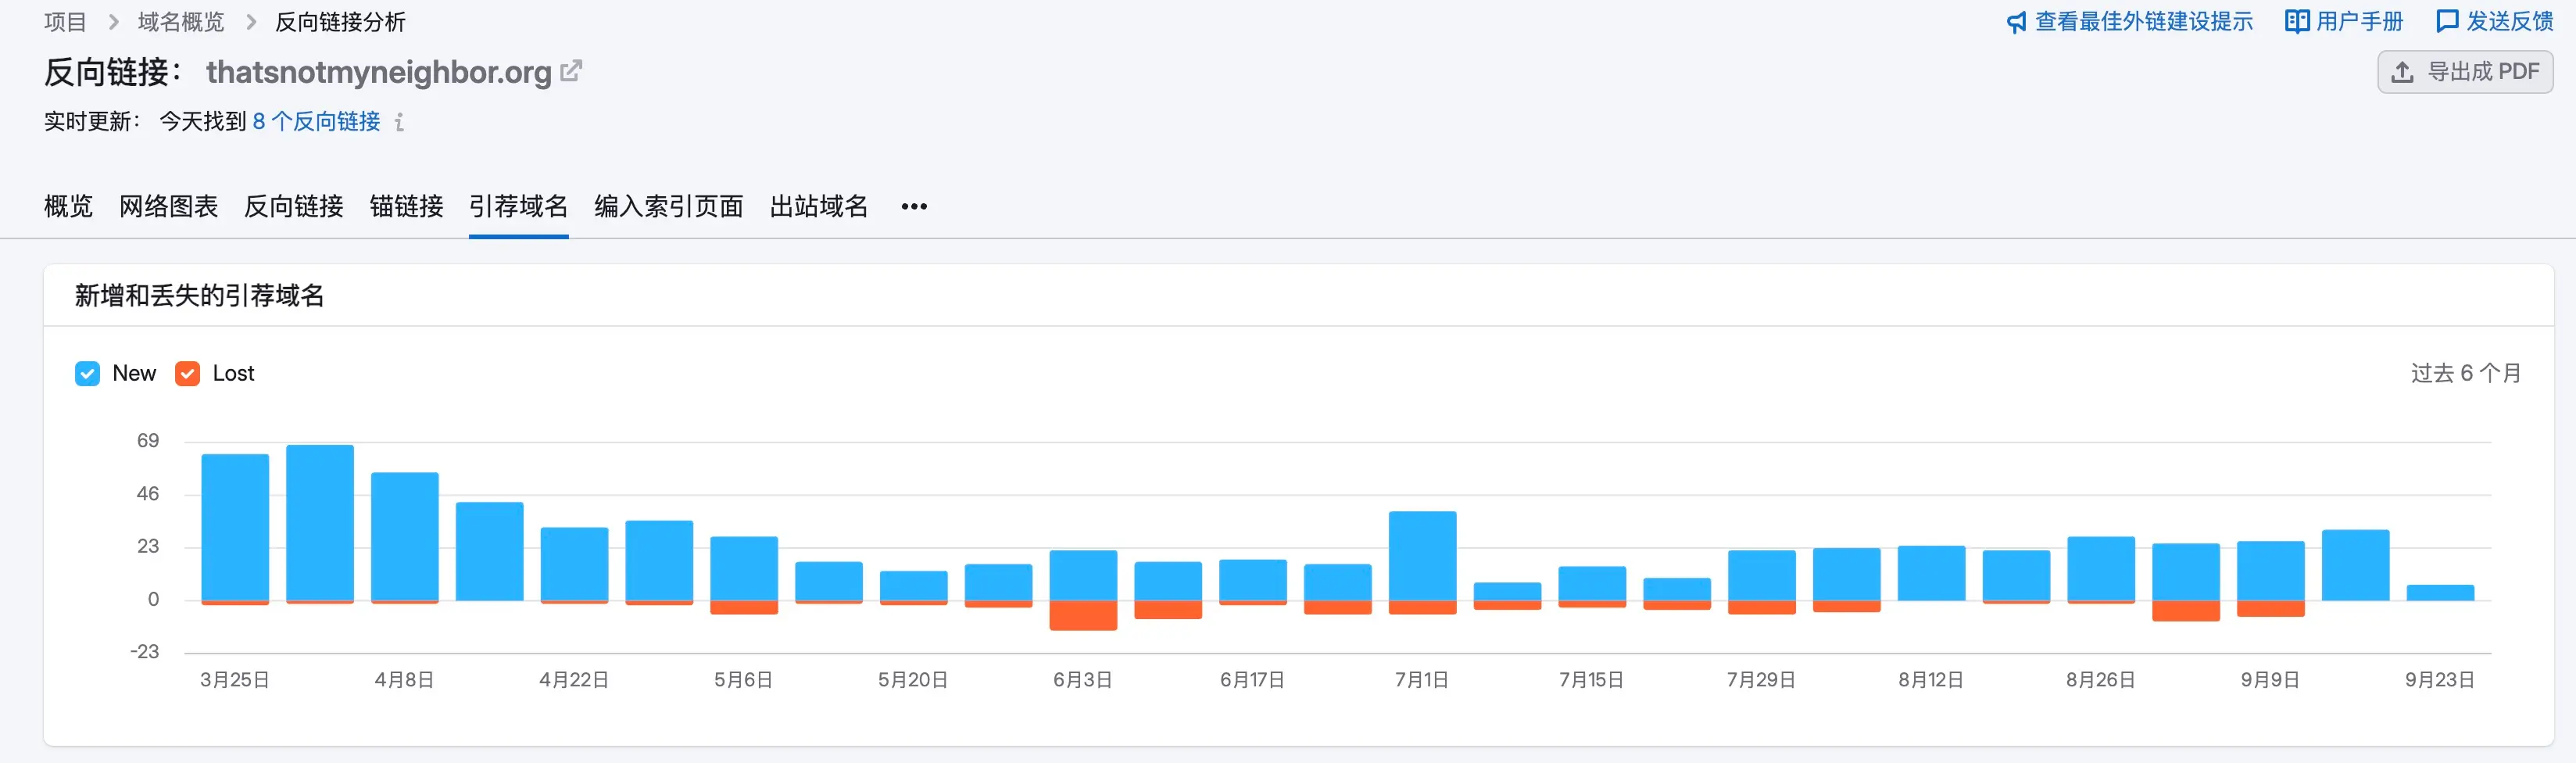 项目 > 域名概览 > 反向链接分析
查看最佳外链建设提示 用户手册 发送反馈
反向链接： thatsnotmyneighbor.org
导出成 PDF
实时更新： 今天找到 8 个反向链接 i
概览 网络图表 反向链接 锚链接 引荐域名 编入索引页面 出站域名 •••
新增和丢失的引荐域名
New Lost
过去 6 个月
69
46
23
0
-23
3月25日 4月8日 4月22日 5月6日 5月20日 6月3日 6月17日 7月1日 7月15日 7月29日 8月12日 8月26日 9月9日 9月23日